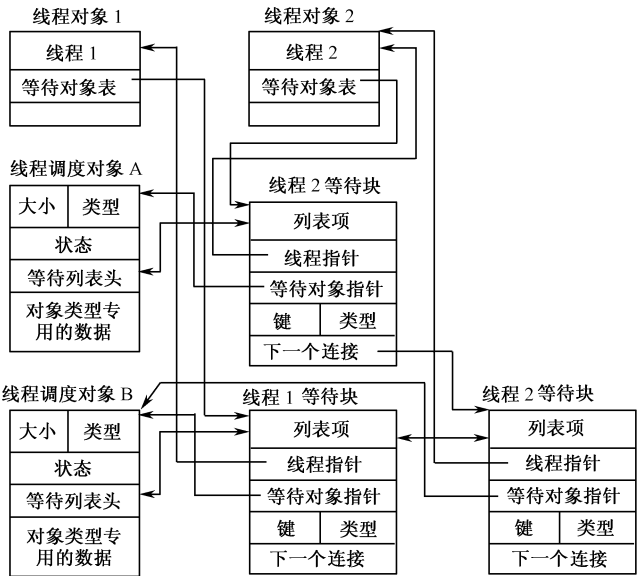 线程对象 1
线程对象 2
线程 1
等待对象表
线程 2
等待对象表
线程调度对象 A
大小 类型
状态
等待列表头
对象类型专
用的数据
线程 2 等待块
列表项
线程指针
等待对象指针
键 类型
下一个连接
线程调度对象 B
大小 类型
状态
等待列表头
对象类型专
用的数据
线程 1 等待块
列表项
线程指针
等待对象指针
键 类型
下一个连接
线程 2 等待块
列表项
线程指针
等待对象指针
键 类型
下一个连接